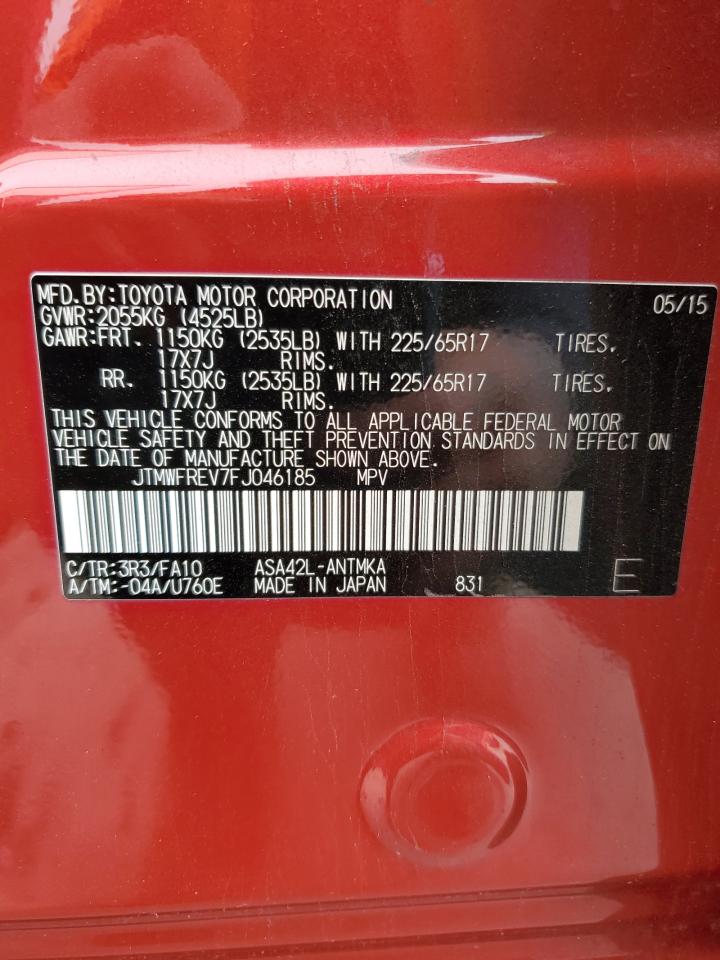 MFD.BY:TOYOTA MOTOR CORPORATION 05/15
GVWR:2055KG (4525LB)
GAWR:FRT. 1150KG (2535LB) WITH 225/65R17 TIRES.
17X7J RIMS.
RR. 1150KG (2535LB) WITH 225/65R17 TIRES.
17X7J RIMS.
THIS VEHICLE CONFORMS TO ALL APPLICABLE FEDERAL MOTOR
VEHICLE SAFETY AND THEFT PREVENTION STANDARDS IN EFFECT ON
THE DATE OF MANUFACTURE SHOWN ABOVE.
JTMWFREV7FJ046185 MPV
C/TR:3R3/FA10 ASA42L-ANTMKA
A/TM:-04A/U760E MADE IN JAPAN 831 E